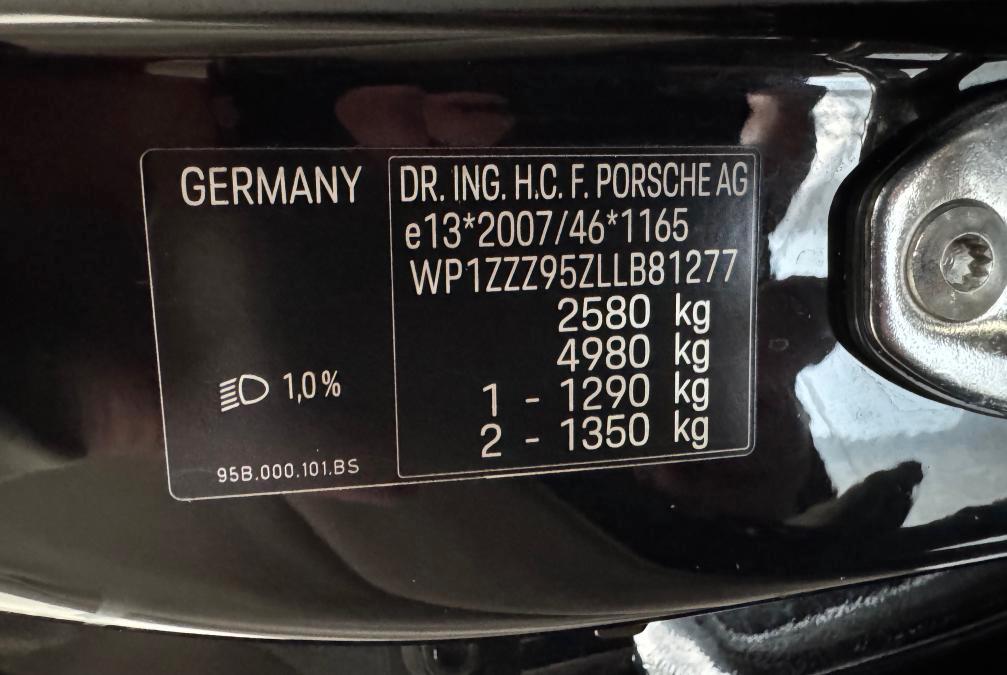 GERMANY
DR. ING. H.C. F. PORSCHE AG
e13*2007/46*1165
WP1ZZZ95ZLLB81277
2580 kg
4980 kg
1 - 1290 kg
2 - 1350 kg
1,0%
95B.000.101.BS